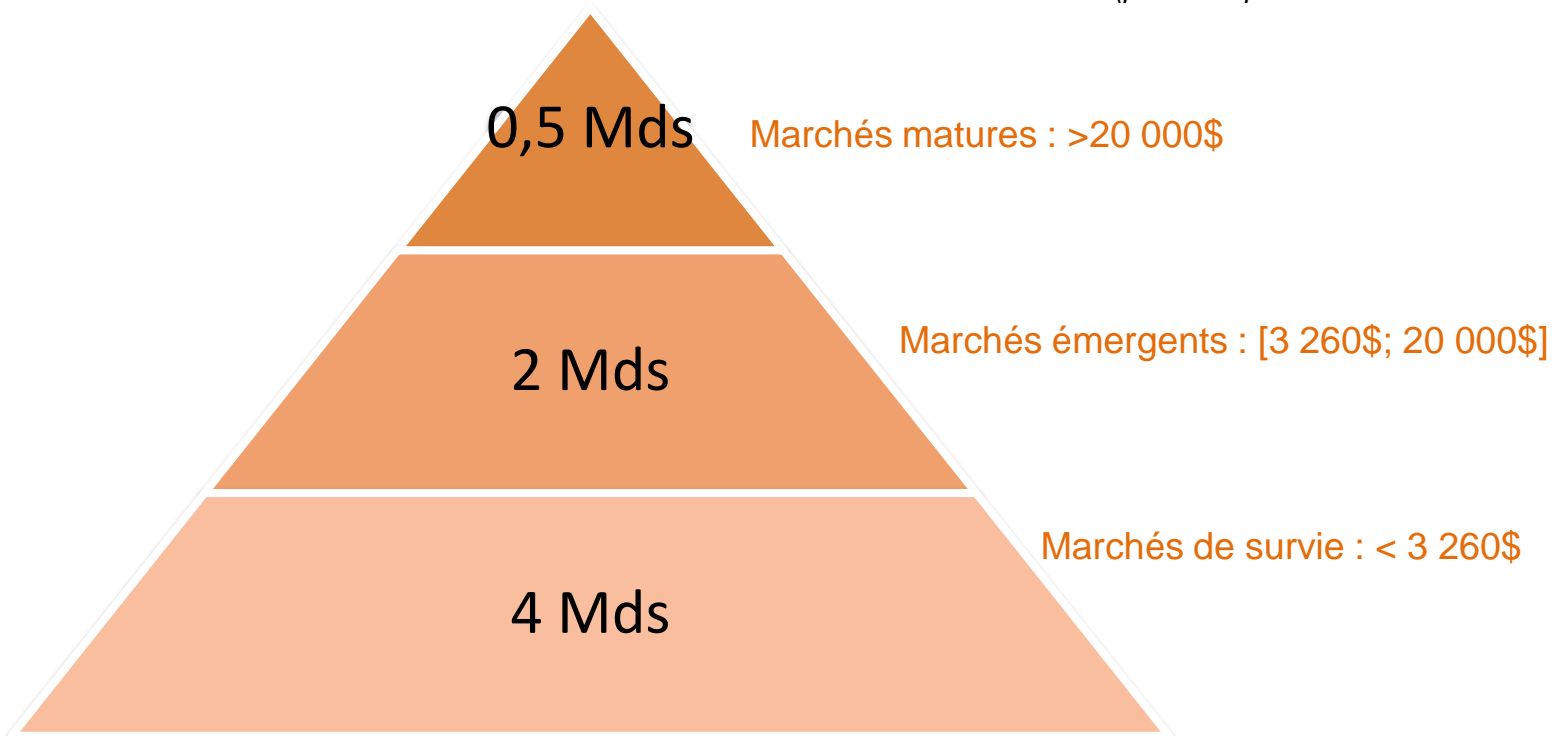 0,5 Mds
Marchés matures : >20 000$
2 Mds
Marchés émergents : [3 260$; 20 000$]
4 Mds
Marchés de survie : < 3 260$